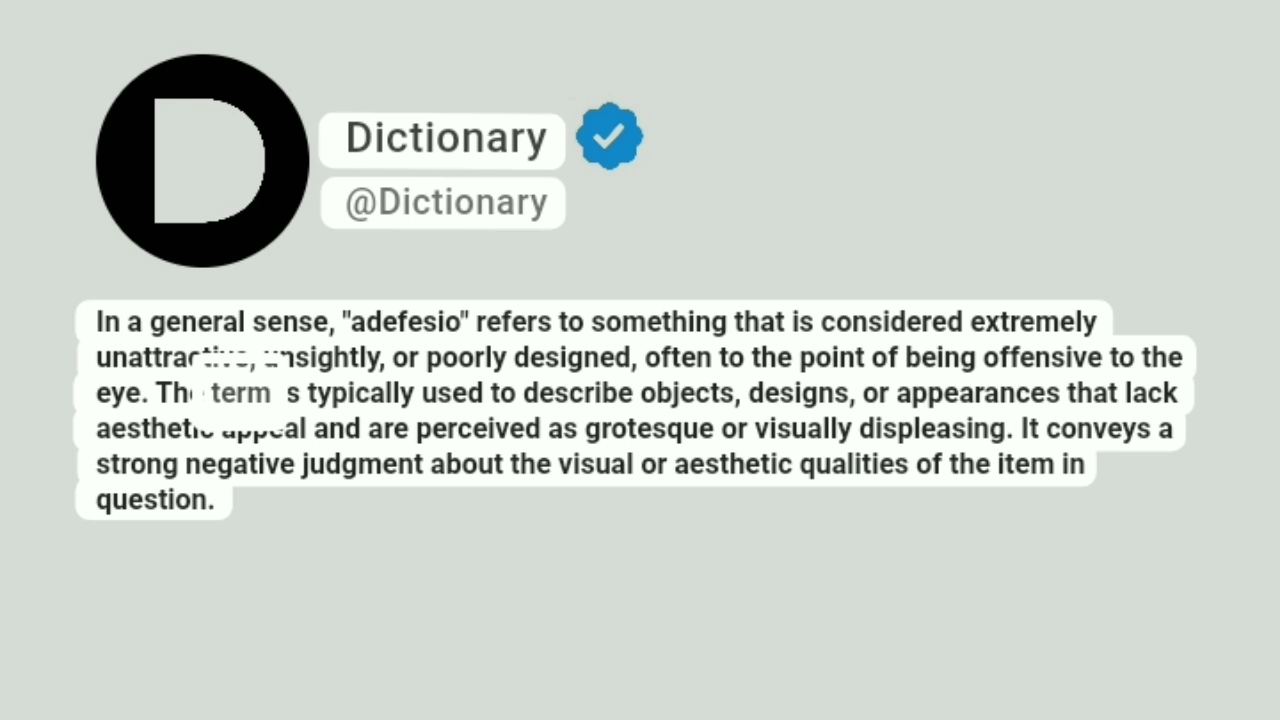 D
Dictionary
@Dictionary
In a general sense, "adefesio" refers to something that is considered extremely
unattractive, unsightly, or poorly designed, often to the point of being offensive to the
eye. The term s typically used to describe objects, designs, or appearances that lack
aesthetic appeal and are perceived as grotesque or visually displeasing. It conveys a
strong negative judgment about the visual or aesthetic qualities of the item in
question.